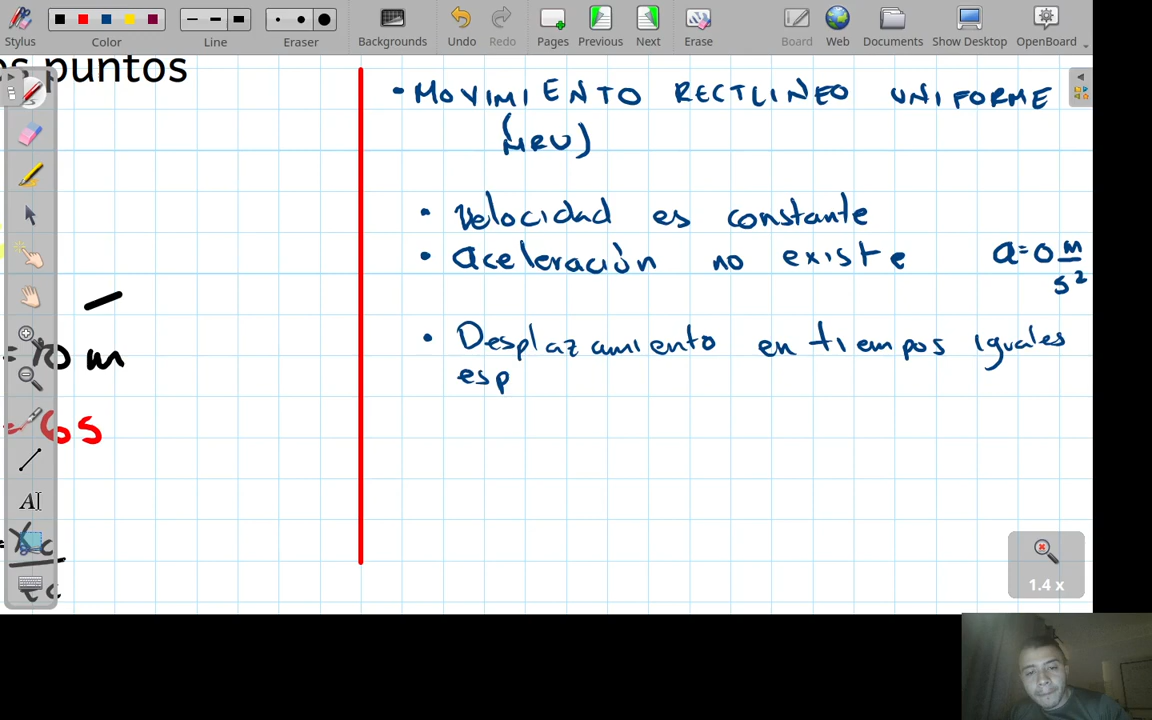 Stylus
Color
Line
Eraser
Backgrounds
Undo
Redo
Pages
Previous
Next
Erase
Board
Web
Documents
Show Desktop
OpenBoard
os puntos
• MOVIMIENTO RECTLINEO UNIFORME
(MRU)
• Velocidad es constante
• aceleración no existe a=0 m/s²
• Desplazamiento en tiempos iguales
esp
=10 m
6s
1.4 x